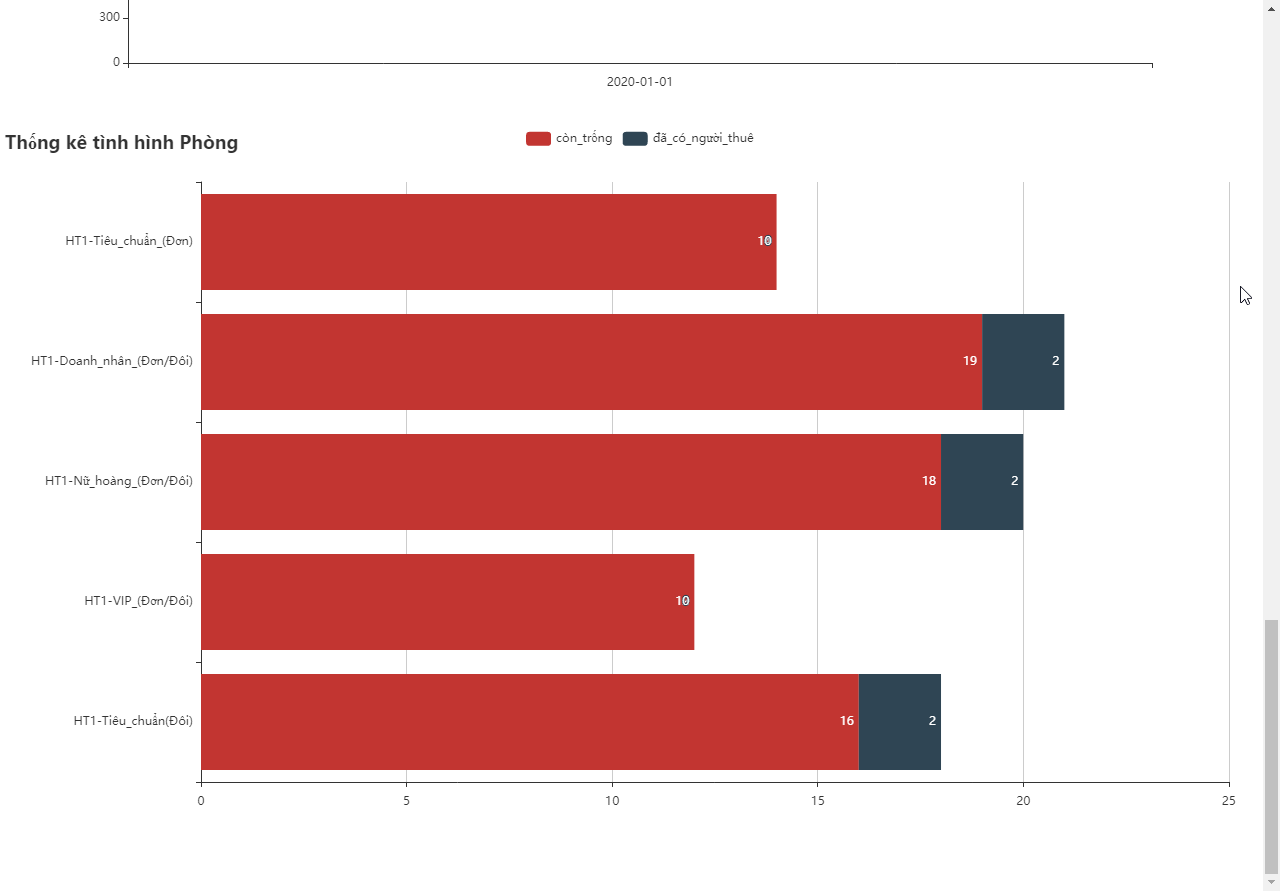 300
0
2020-01-01
Thống kê tình hình Phòng
còn_trống đã_có_người_thuê
HT1-Tiêu_chuẩn_(Đơn)
HT1-Doanh_nhân_(Đơn/Đôi) 19 2
HT1-Nữ_hoàng_(Đơn/Đôi) 18 2
HT1-VIP_(Đơn/Đôi)
HT1-Tiêu_chuẩn(Đôi) 16 2
0 5 10 15 20 25